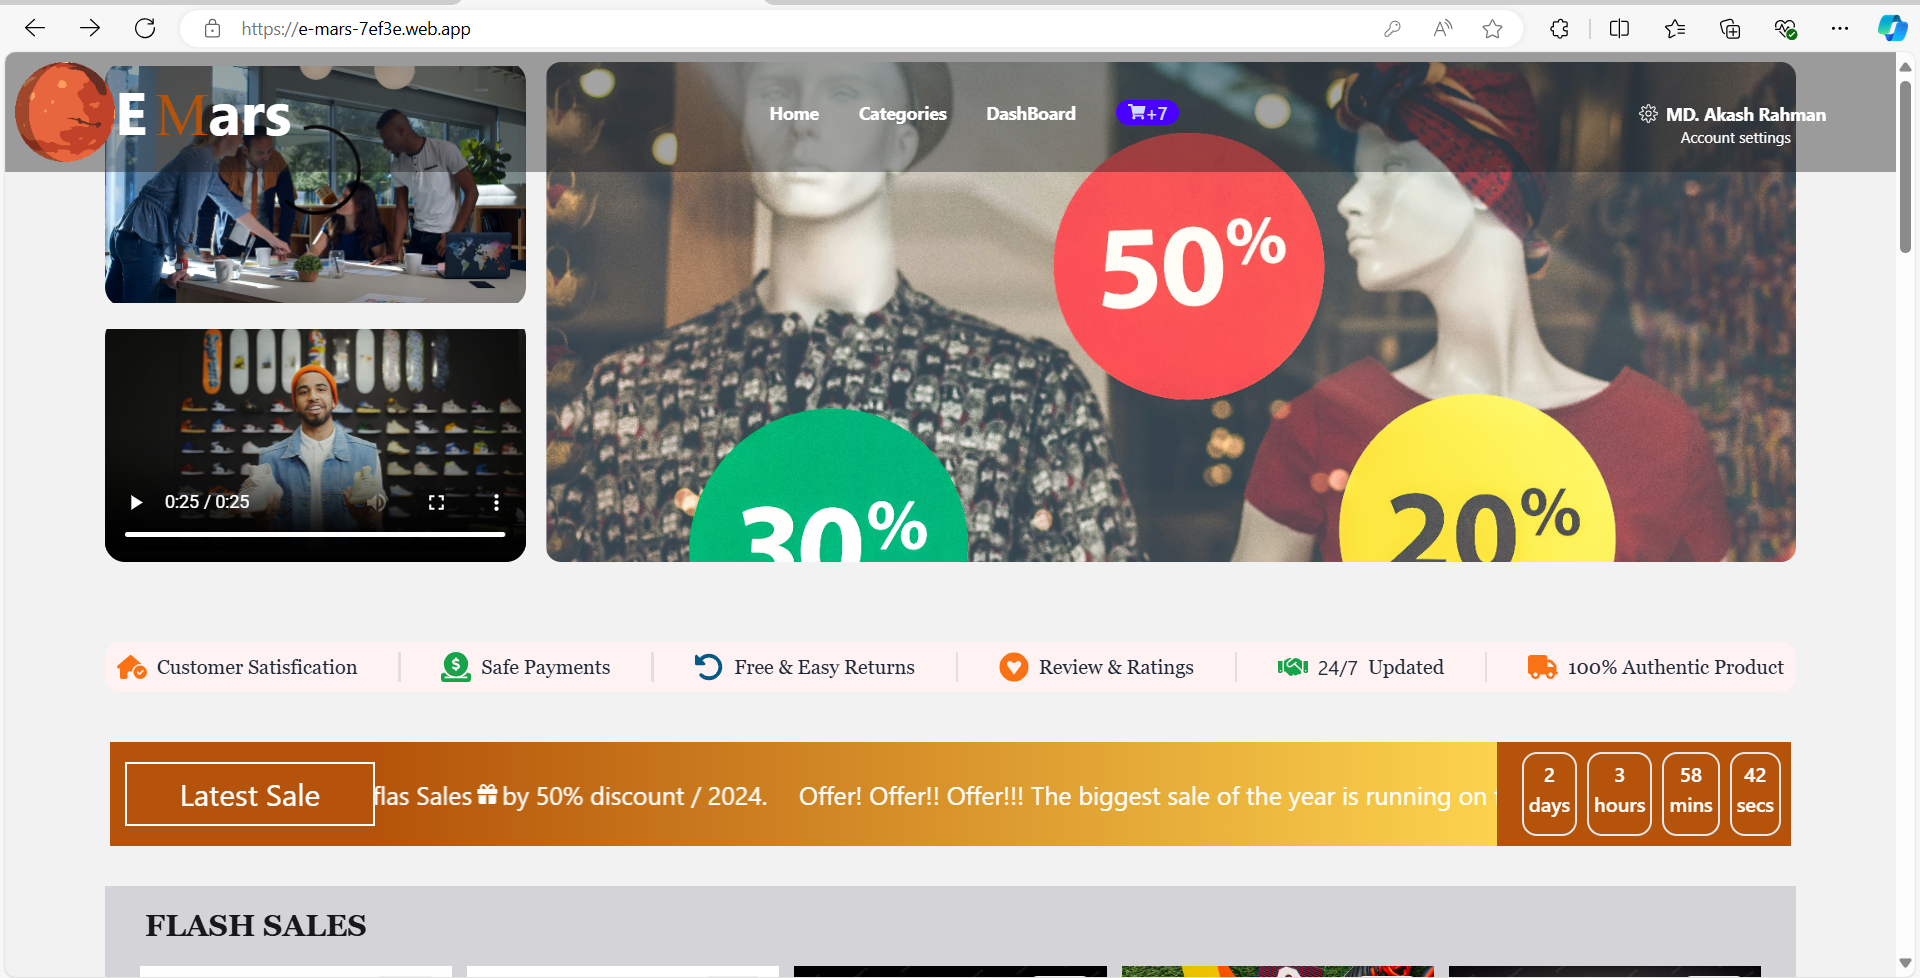 https://e-mars-7ef3e.web.app
E Mars
Home Categories DashBoard +7
MD. Akash Rahman
Account settings
50%
30%
20%
0:25 / 0:25
Customer Satisfication Safe Payments Free & Easy Returns Review & Ratings 24/7 Updated 100% Authentic Product
Latest Sale flas Sales by 50% discount / 2024. Offer! Offer!! Offer!!! The biggest sale of the year is running on
2 days 3 hours 58 mins 42 secs
FLASH SALES